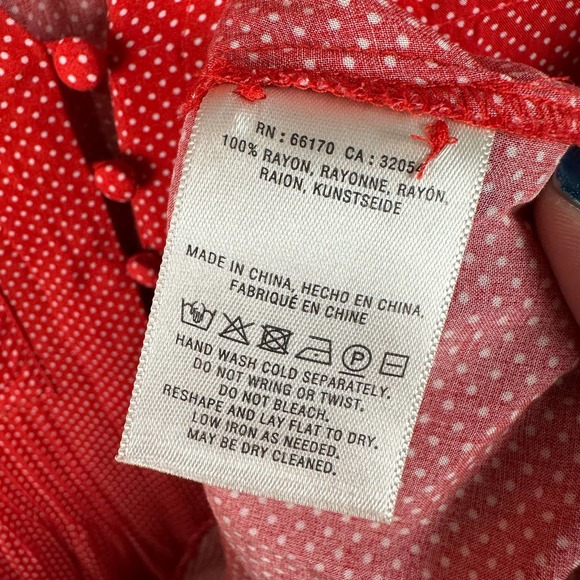 RN : 66170 CA : 32054
100% RAYON, RAYONNE, RAYÓN,
RAION, KUNSTSEIDE
MADE IN CHINA, HECHO EN CHINA,
FABRIQUÉ EN CHINE
P
HAND WASH COLD SEPARATELY.
DO NOT WRING OR TWIST.
DO NOT BLEACH.
RESHAPE AND LAY FLAT TO DRY.
LOW IRON AS NEEDED.
MAY BE DRY CLEANED.